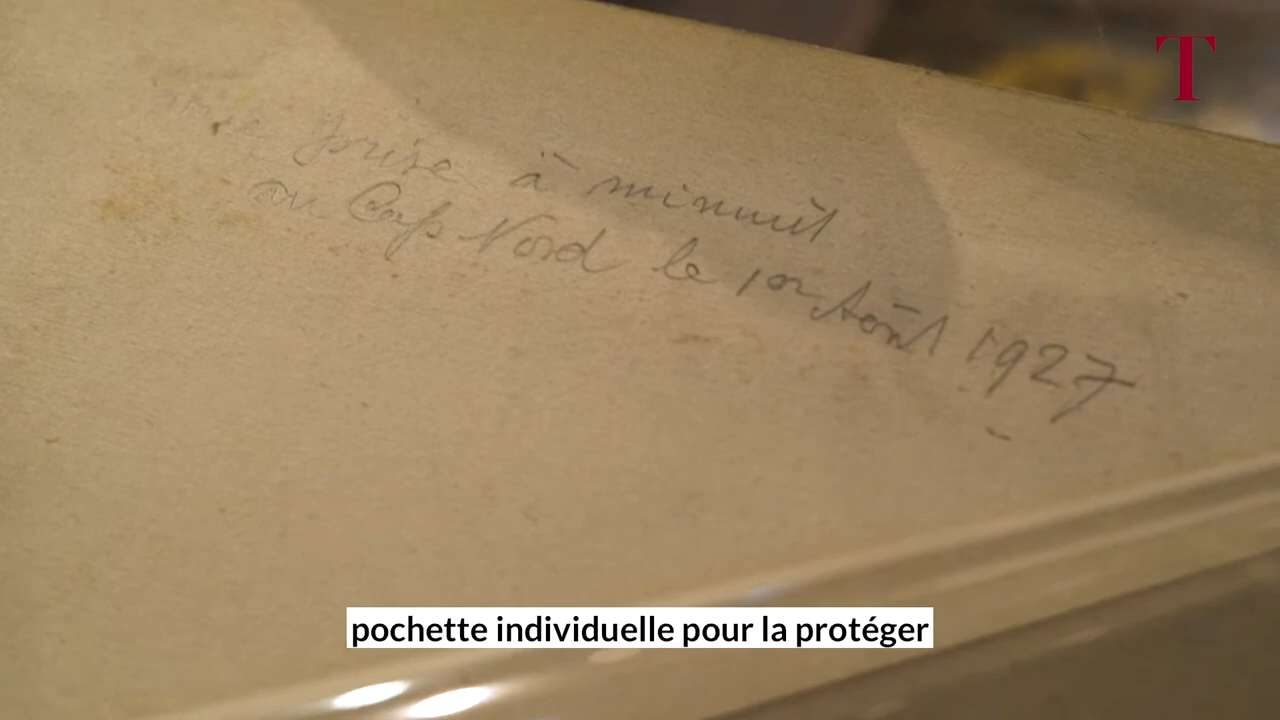 T
prise à minuit
au Cap Nord le 1er Août 1927
pochette individuelle pour la protéger